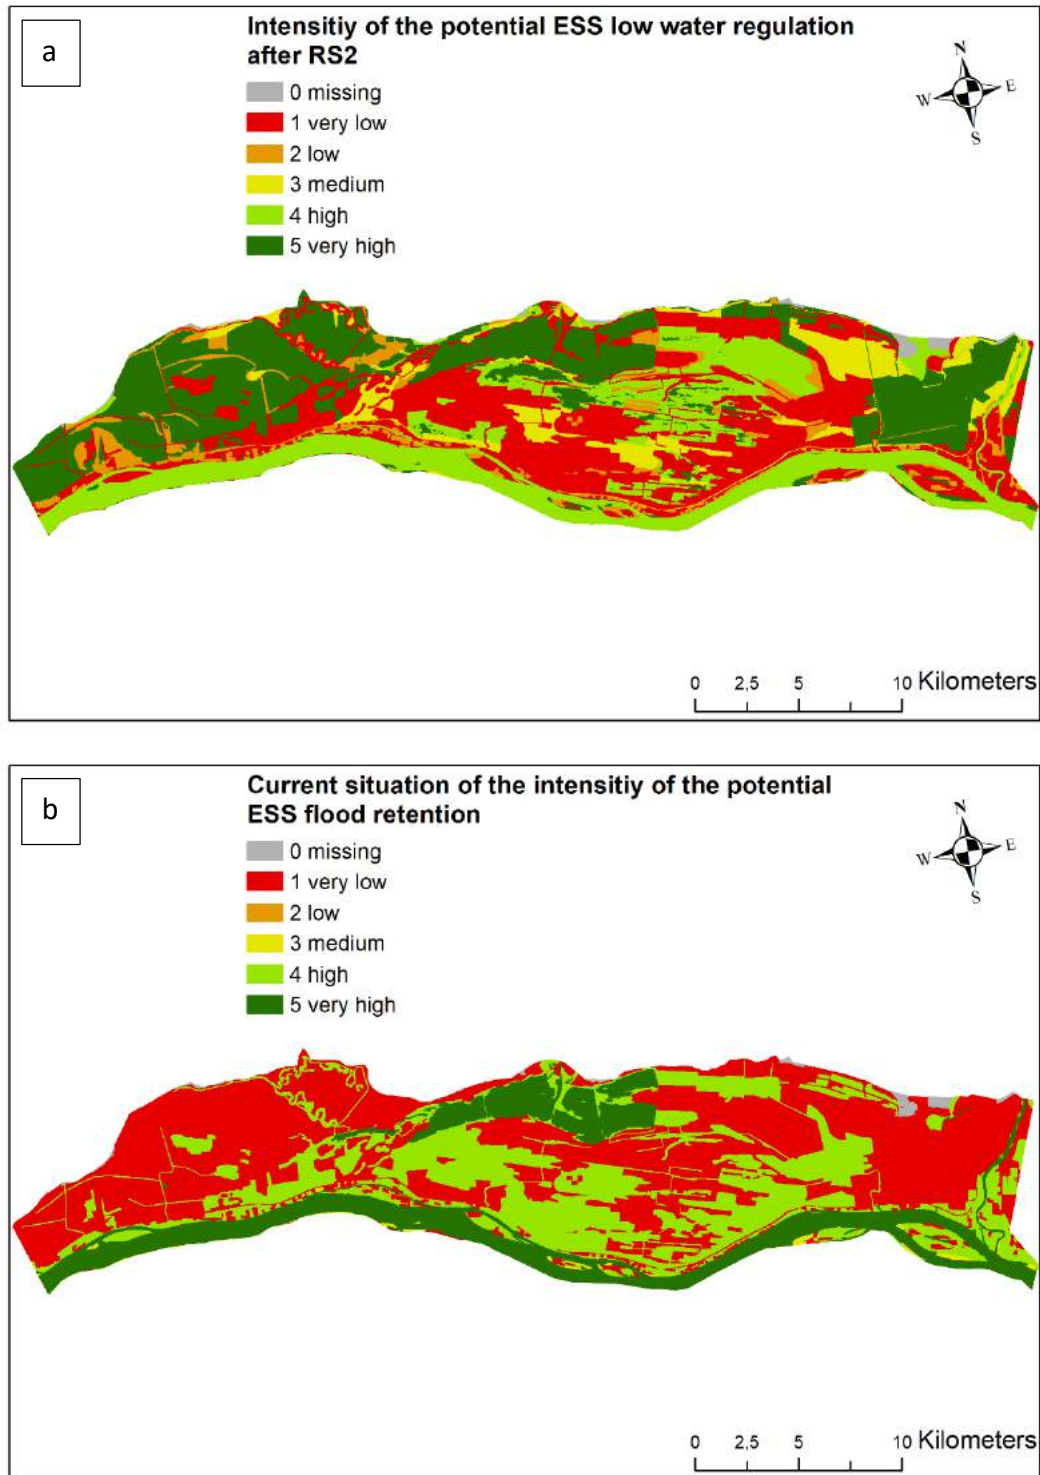 a
Intensitiy of the potential ESS low water regulation
after RS2
0 missing
1 very low
2 low
3 medium
4 high
5 very high
N
W E
S
0 2,5 5 10 Kilometers
b
Current situation of the intensitiy of the potential
ESS flood retention
0 missing
1 very low
2 low
3 medium
4 high
5 very high
N
W E
S
0 2,5 5 10 Kilometers